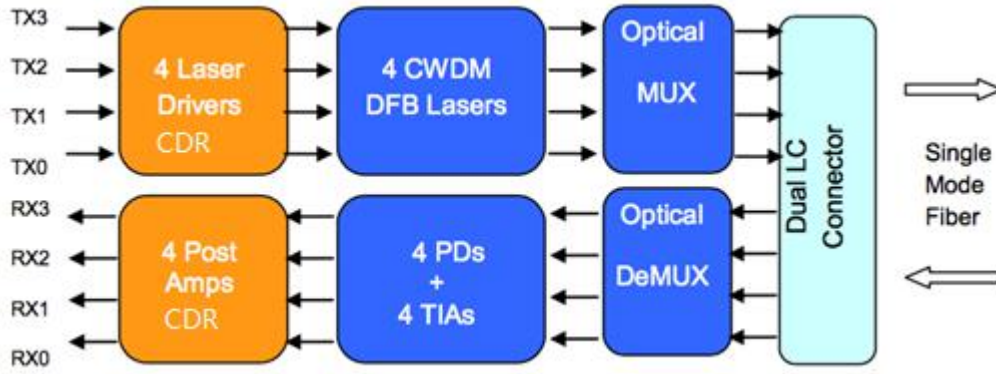 TX3
TX2
TX1
TX0
4 Laser
Drivers
CDR
4 CWDM
DFB Lasers
Optical
MUX
Dual LC
Connector
Single
Mode
Fiber
RX3
RX2
RX1
RX0
4 Post
Amps
CDR
4 PDs
+
4 TIAs
Optical
DeMUX